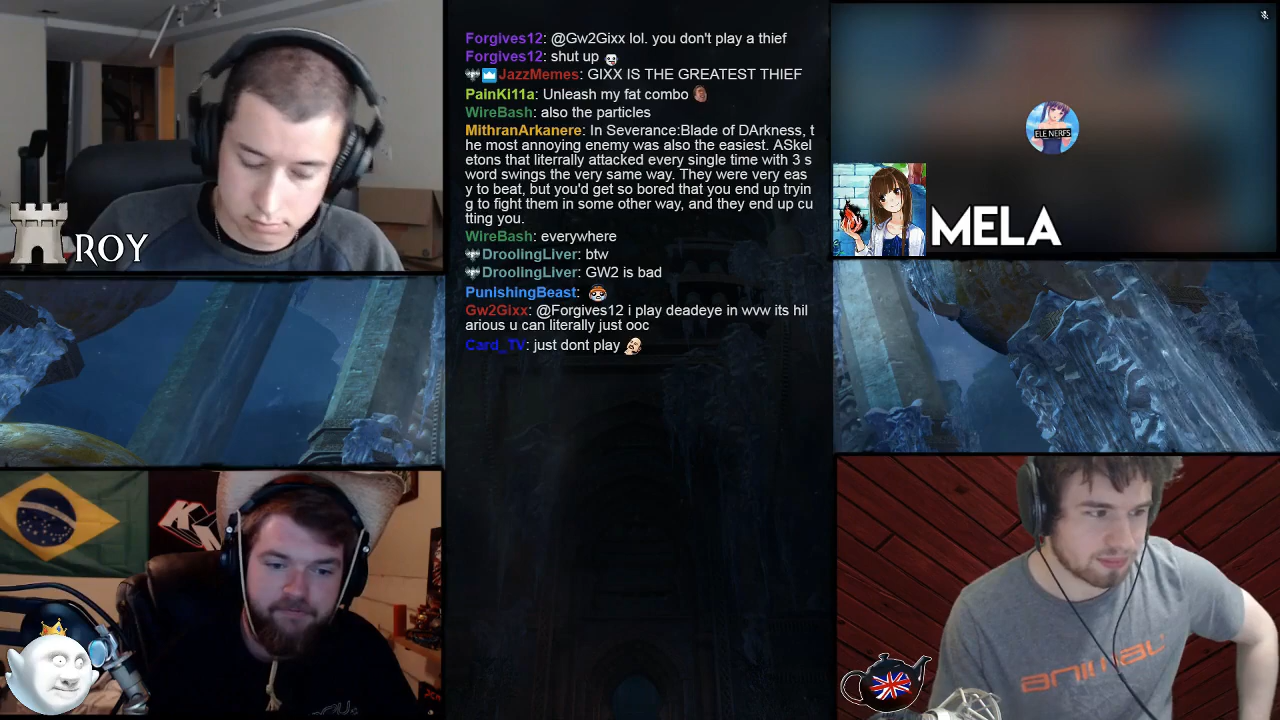 Forgives12: @Gw2Gixx lol. you don't play a thief
Forgives12: shut up
JazzMemes: GIXX IS THE GREATEST THIEF
PainKi11a: Unleash my fat combo
WireBash: also the particles
MithranArkanere: In Severance:Blade of DArkness, t
he most annoying enemy was also the easiest. ASkel
etons that literally attacked every single time with 3 s
word swings the very same way. They were very eas
y to beat, but you'd get so bored that you end up tryin
g to fight them in some other way, and they end up cu
tting you.
WireBash: everywhere
DroolingLIver: btw
DroolingLIver: GW2 is bad
PunishingBeast:
Gw2Gixx: @Forgives12 i play deadeye in wvw its hil
arious u can literally just ooc
Card_TV: just dont play
ROY
ELE NERFS
MELA
animal